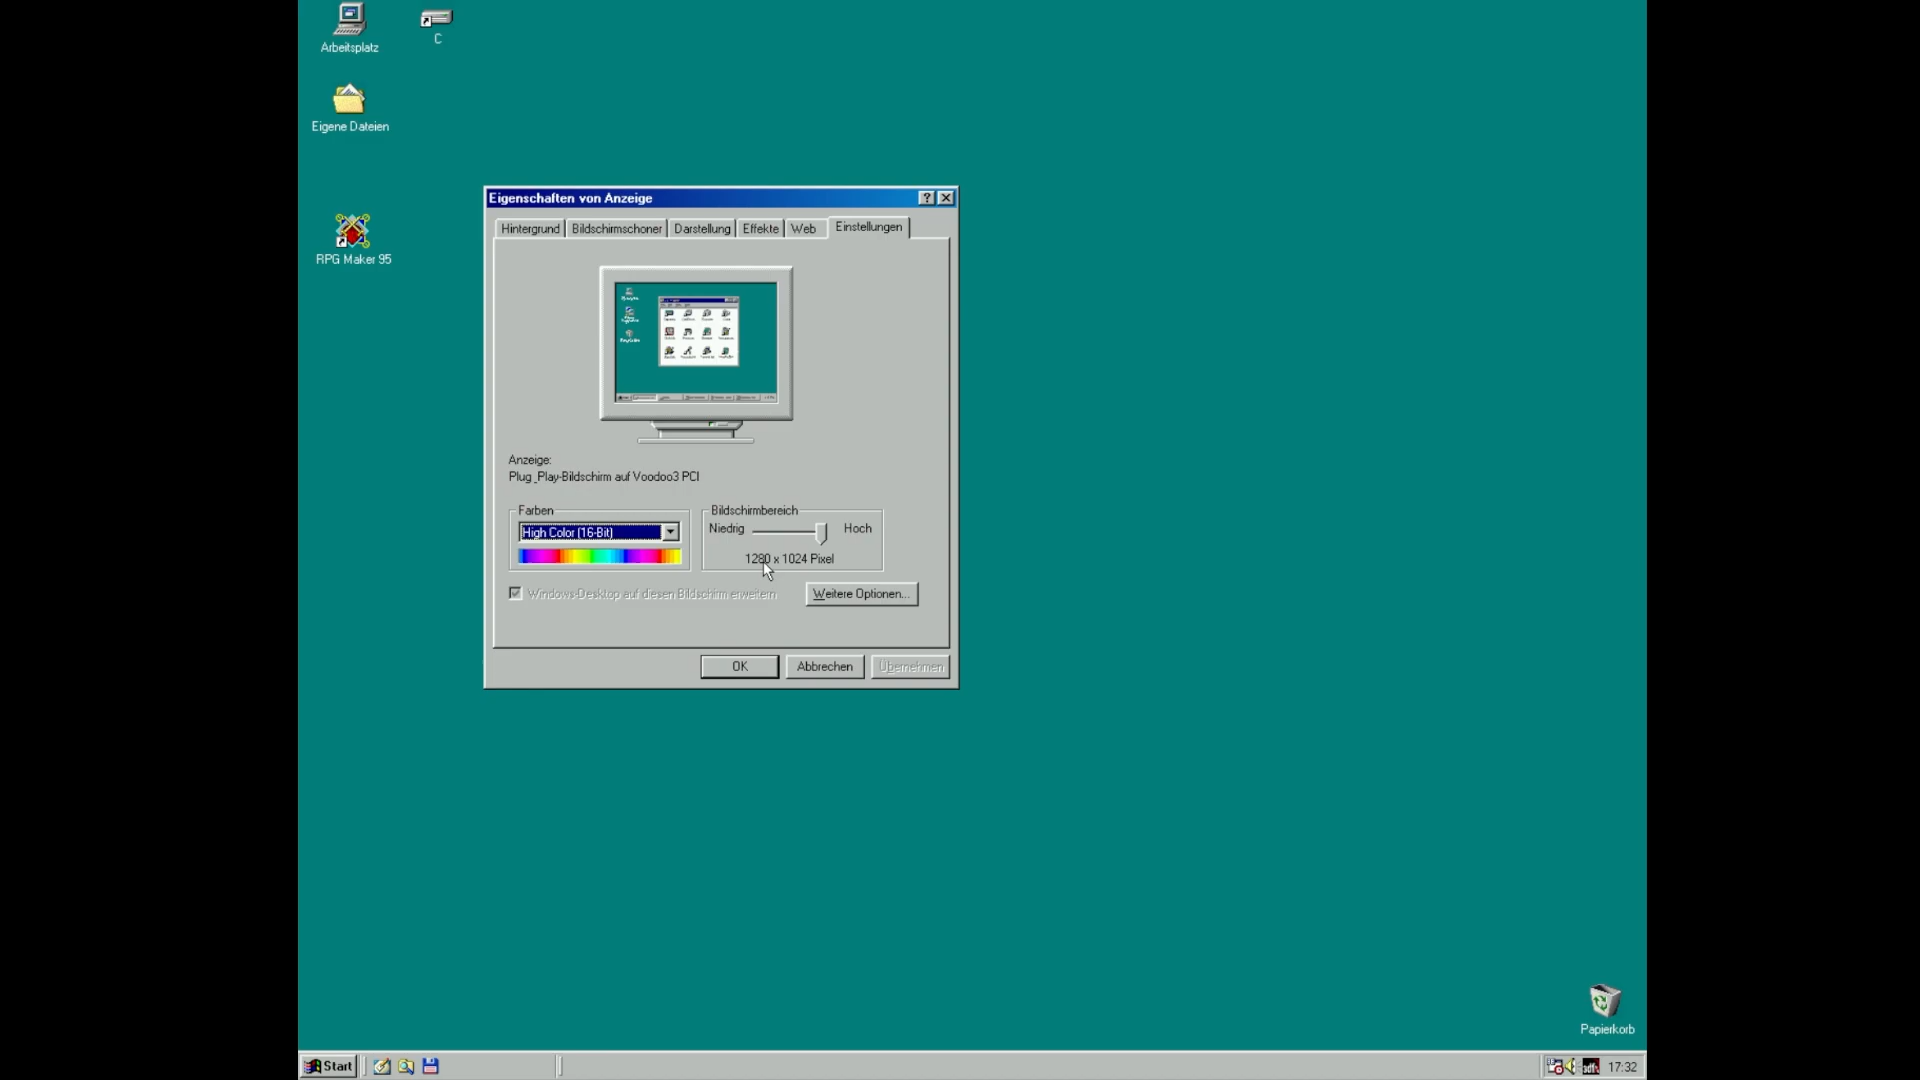 Arbeitsplatz
C
Eigene Dateien
RPG Maker 95
Eigenschaften von Anzeige
Hintergrund
Bildschirmschoner
Darstellung
Effekte
Web
Einstellungen
Anzeige:
Plug_Play-Bildschirm auf Voodoo3 PCI
Farben
High Color (16-Bit)
Bildschirmbereich
Niedrig
Hoch
1280 x 1024 Pixel
Windows-Desktop auf diesen Bildschirm erweitern
Weitere Optionen...
OK
Abbrechen
Übernehmen
Papierkorb
Start
17:32